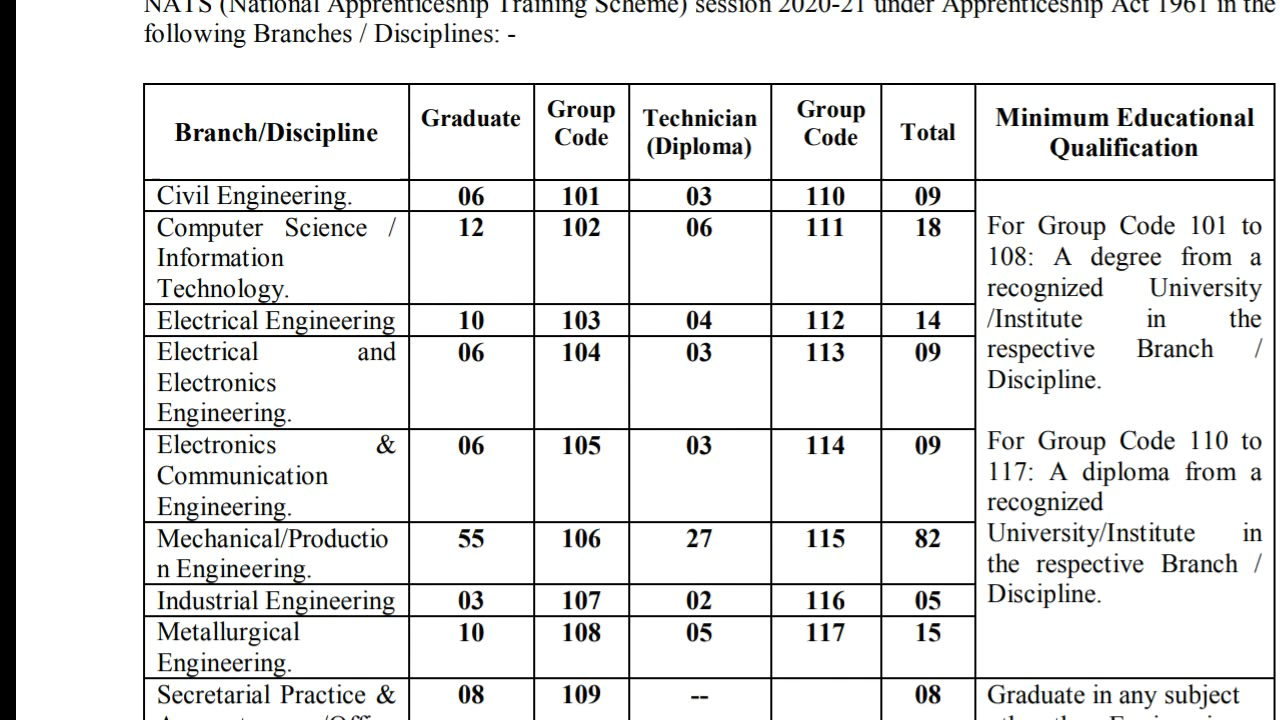 NATS (National Apprenticeship Training Scheme) session 2020-21 under Apprenticeship Act 1961 in the
following Branches / Disciplines: -
Branch/Discipline Graduate Group Code Technician (Diploma) Group Code Total Minimum Educational Qualification
Civil Engineering. 06 101 03 110 09
Computer Science / 12 102 06 111 18
Information
Technology.
Electrical Engineering 10 103 04 112 14
Electrical and 06 104 03 113 09
Electronics
Engineering.
Electronics & 06 105 03 114 09
Communication
Engineering.
Mechanical/Productio 55 106 27 115 82
n Engineering.
Industrial Engineering 03 107 02 116 05
Metallurgical 10 108 05 117 15
Engineering.
For Group Code 101 to
108: A degree from a
recognized University
/Institute in the
respective Branch /
Discipline.
For Group Code 110 to
117: A diploma from a
recognized
University/Institute in
the respective Branch /
Discipline.
Secretarial Practice & 08 109 -- 08 Graduate in any subject